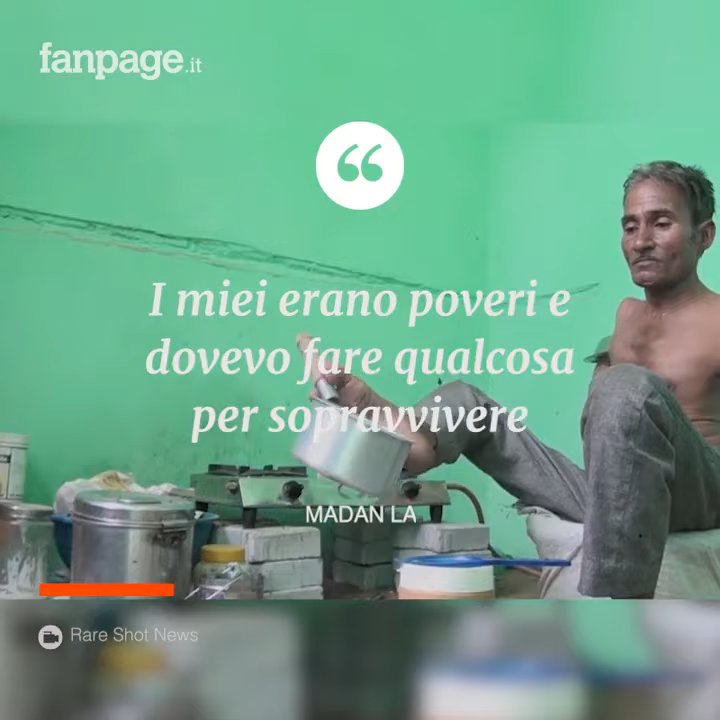 fanpage.it
“
I miei erano poveri e
dovevo fare qualcosa
per sopravvivere
MADAN LA
Rare Shot News